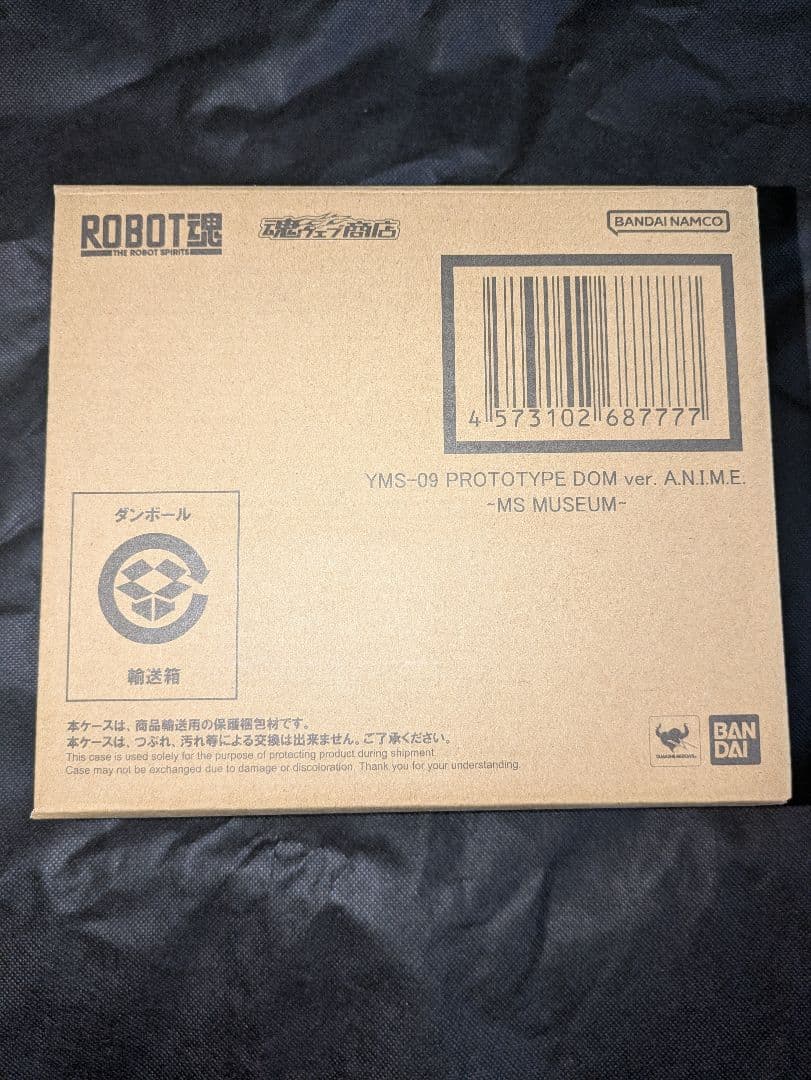 ROBOT魂
THE ROBOT SPIRITS
魂ウェブ商店
BANDAI NAMCO
4 573102 687777
YMS-09 PROTOTYPE DOM ver. A.N.I.M.E.
~MS MUSEUM~
ダンボール
輸送箱
本ケースは、商品輸送用の保護梱包材です。
本ケースは、つぶれ、汚れ等による交換は出来ません。ご了承ください。
This case is used solely for the purpose of protecting product during shipment.
Case may not be exchanged due to damage or discoloration. Thank you for your understanding.
TAMASHII NATIONS
BAN
DAI